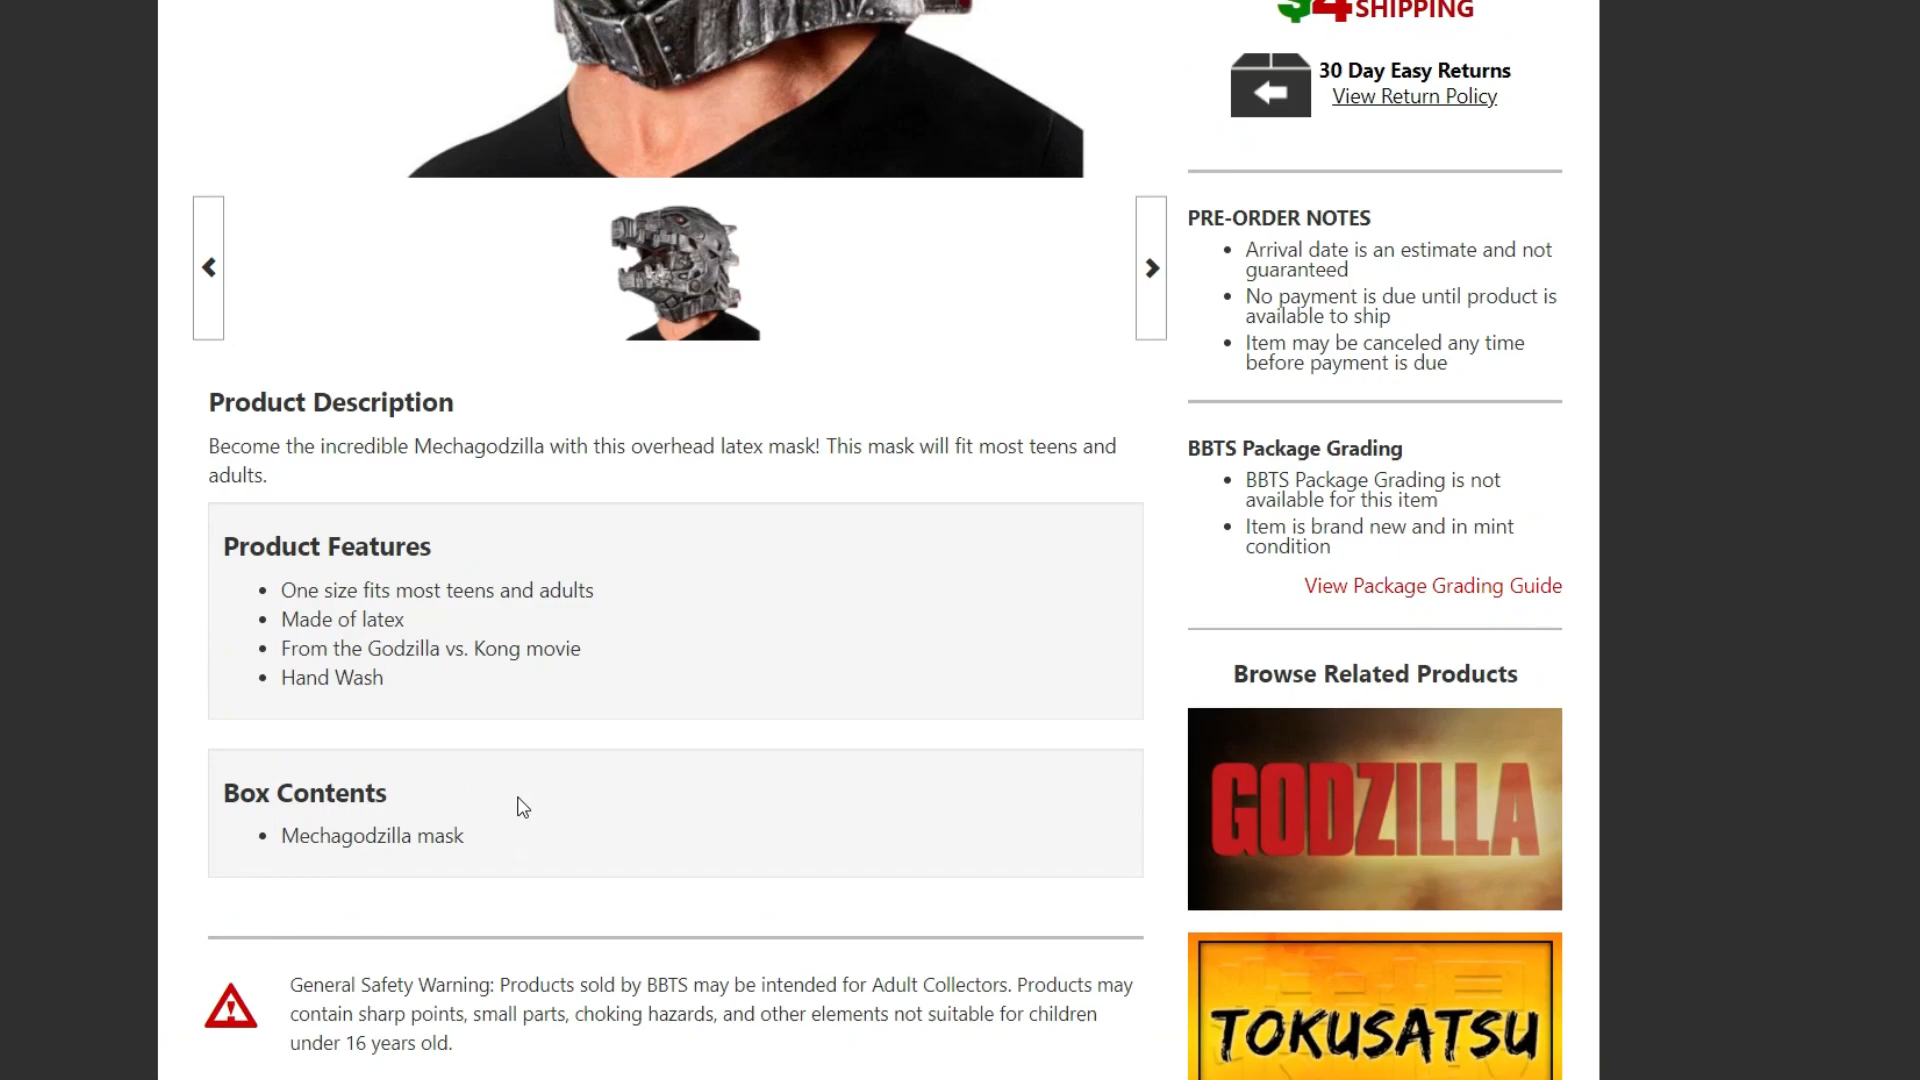 $4 SHIPPING
30 Day Easy Returns
View Return Policy
PRE-ORDER NOTES
Arrival date is an estimate and not
guaranteed
No payment is due until product is
available to ship
Item may be canceled any time
before payment is due
Product Description
Become the incredible Mechagodzilla with this overhead latex mask! This mask will fit most teens and
adults.
Product Features
One size fits most teens and adults
Made of latex
From the Godzilla vs. Kong movie
Hand Wash
Box Contents
Mechagodzilla mask
General Safety Warning: Products sold by BBTS may be intended for Adult Collectors. Products may
contain sharp points, small parts, choking hazards, and other elements not suitable for children
under 16 years old.
BBTS Package Grading
BBTS Package Grading is not
available for this item
Item is brand new and in mint
condition
View Package Grading Guide
Browse Related Products
GODZILLA
TOKUSATSU